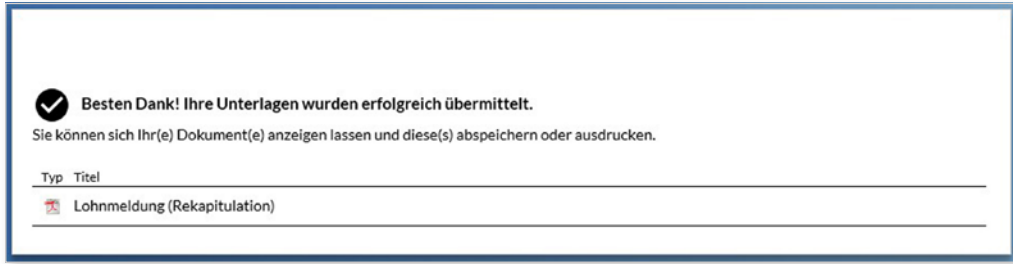 Besten Dank! Ihre Unterlagen wurden erfolgreich übermittelt.
Sie können sich Ihr(e) Dokument(e) anzeigen lassen und diese(s) abspeichern oder ausdrucken.
Typ Titel
Lohnmeldung (Rekapitulation)